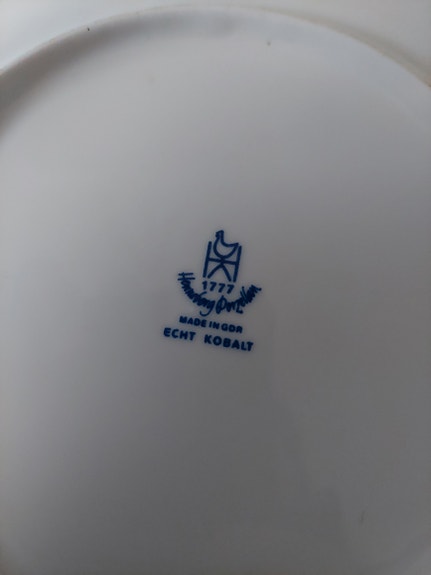 1777
Henneberg Porzellan
MADE IN GDR
ECHT KOBALT